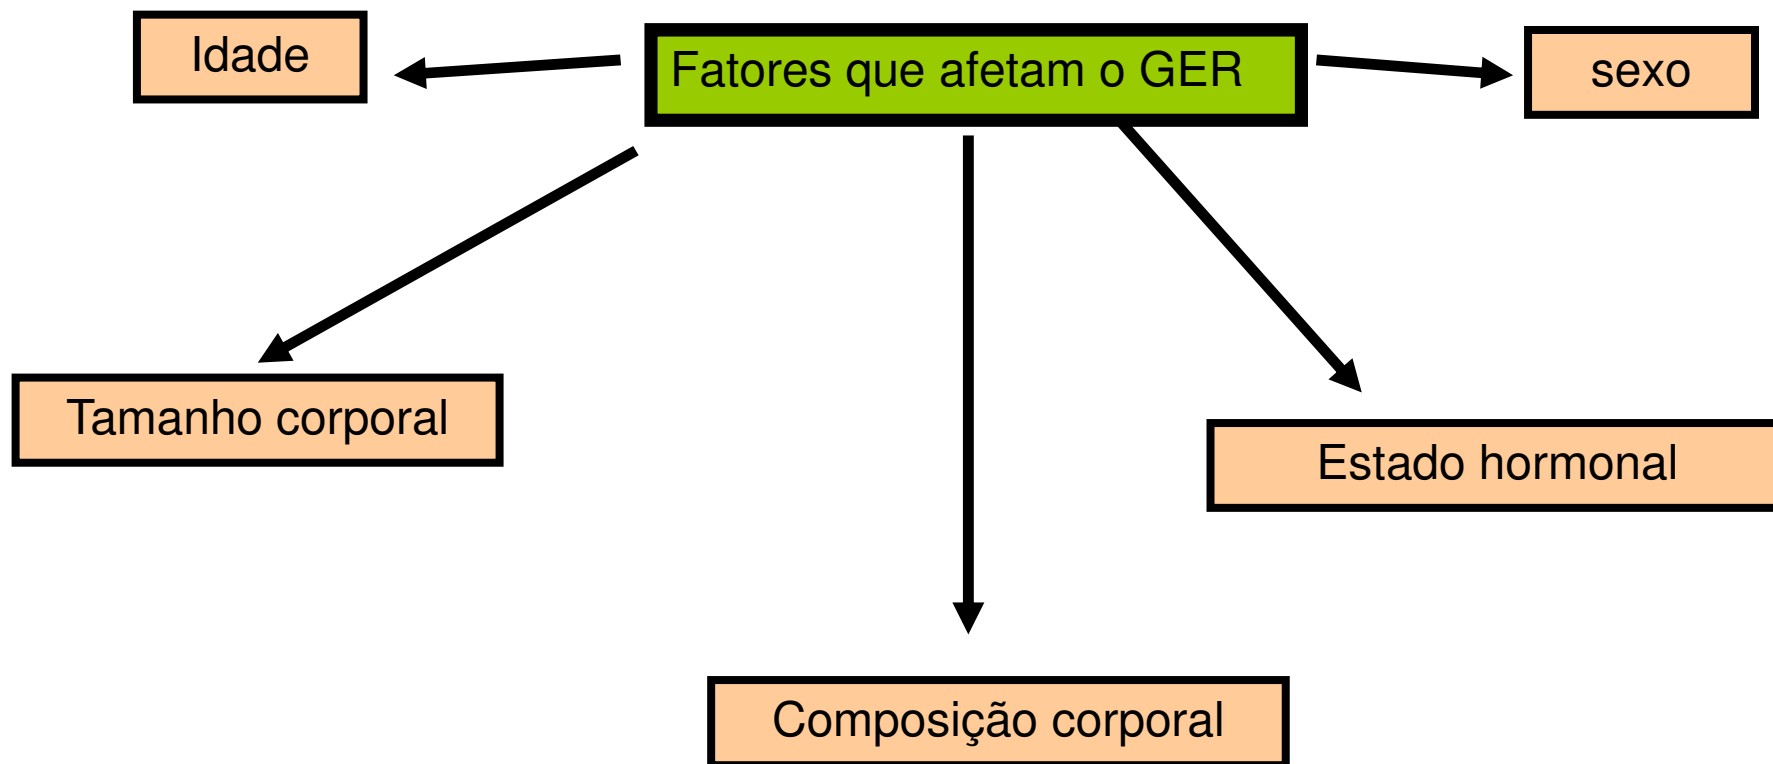 Idade
Fatores que afetam o GER
sexo
Tamanho corporal
Estado hormonal
Composição corporal